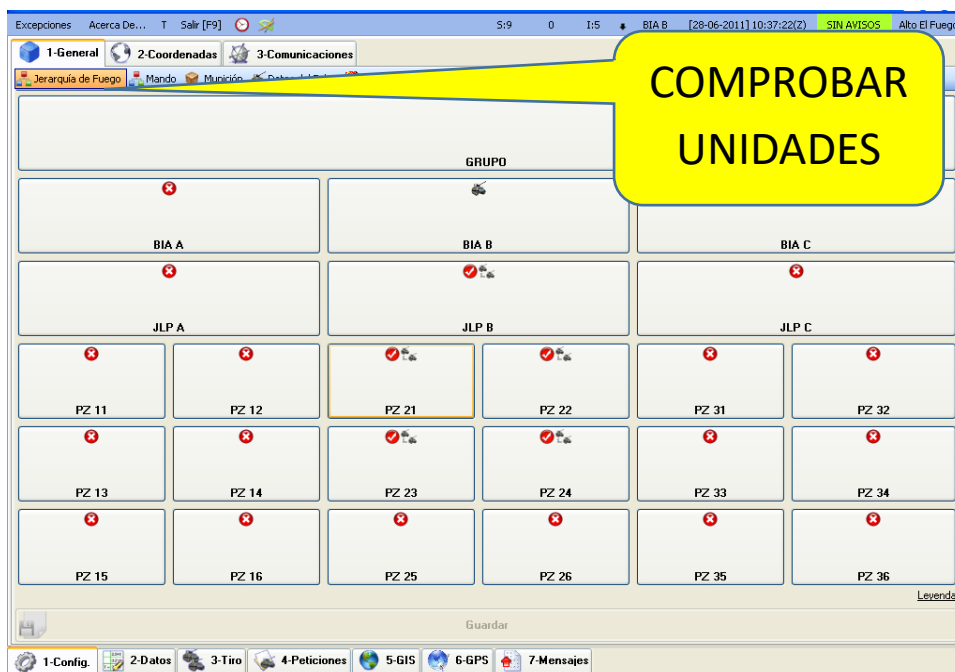 Excepciones Acerca De... T Salir [F9] S:9 0 I:5 BIA B [28-06-2011] 10:37:22(Z) SIN AVISOS Alto El Fuego
1-General 2-Coordenadas 3-Comunicaciones
Jerarquía de Fuego Mando Munición
COMPROBAR
UNIDADES
GRUPO
BIA A BIA B BIA C
JLP A JLP B JLP C
PZ 11 PZ 12 PZ 21 PZ 22 PZ 31 PZ 32
PZ 13 PZ 14 PZ 23 PZ 24 PZ 33 PZ 34
PZ 15 PZ 16 PZ 25 PZ 26 PZ 35 PZ 36
Leyenda
Guardar
1-Config. 2-Datos 3-Tiro 4-Peticiones 5-GIS 6-GPS 7-Mensajes